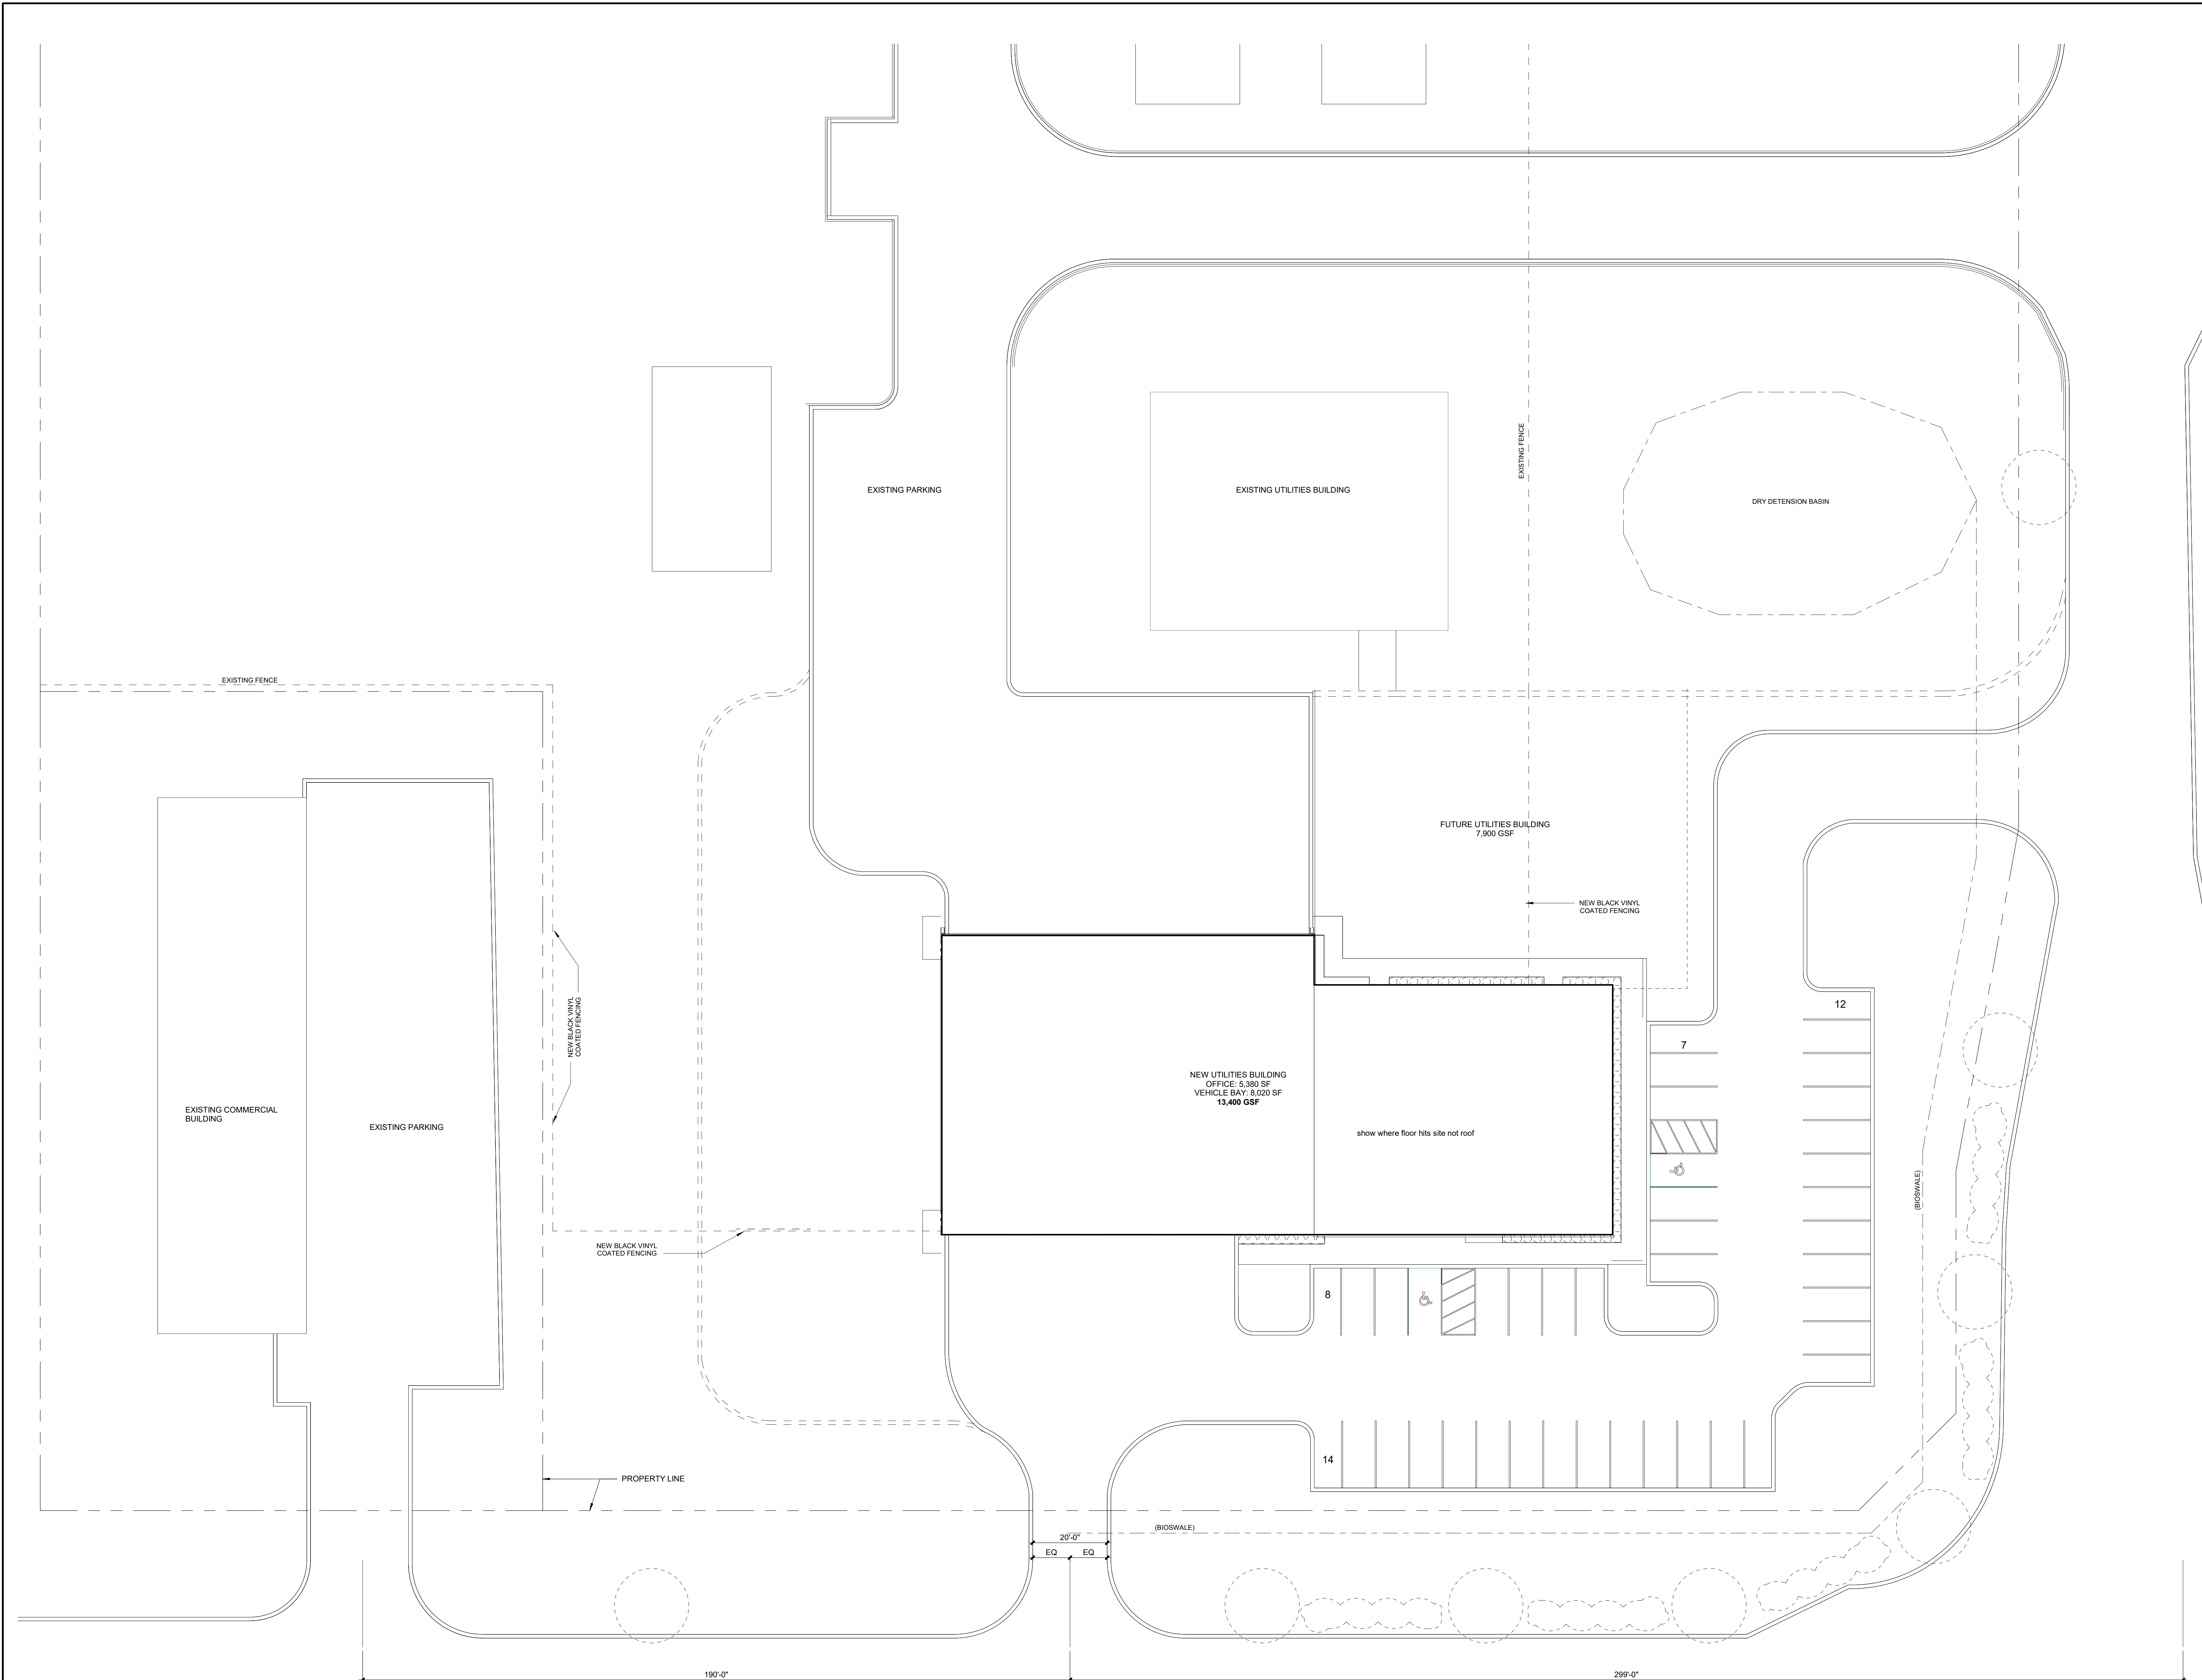 EXISTING FENCE
EXISTING PARKING
EXISTING UTILITIES BUILDING
DRY DETENSION BASIN
EXISTING FENCE
FUTURE UTILITIES BUILDING
7,900 GSF
NEW BLACK VINYL
COATED FENCING
NEW BLACK VINYL
COATED FENCING
12
7
NEW UTILITIES BUILDING
OFFICE: 5,380 SF
VEHICLE BAY: 8,020 SF
13,400 GSF
EXISTING COMMERCIAL
BUILDING
EXISTING PARKING
show where floor hits site not roof
(BIOSWALE)
NEW BLACK VINYL
COATED FENCING
8
14
PROPERTY LINE
(BIOSWALE)
20'-0"
EQ
EQ
190'-0"
299'-0"